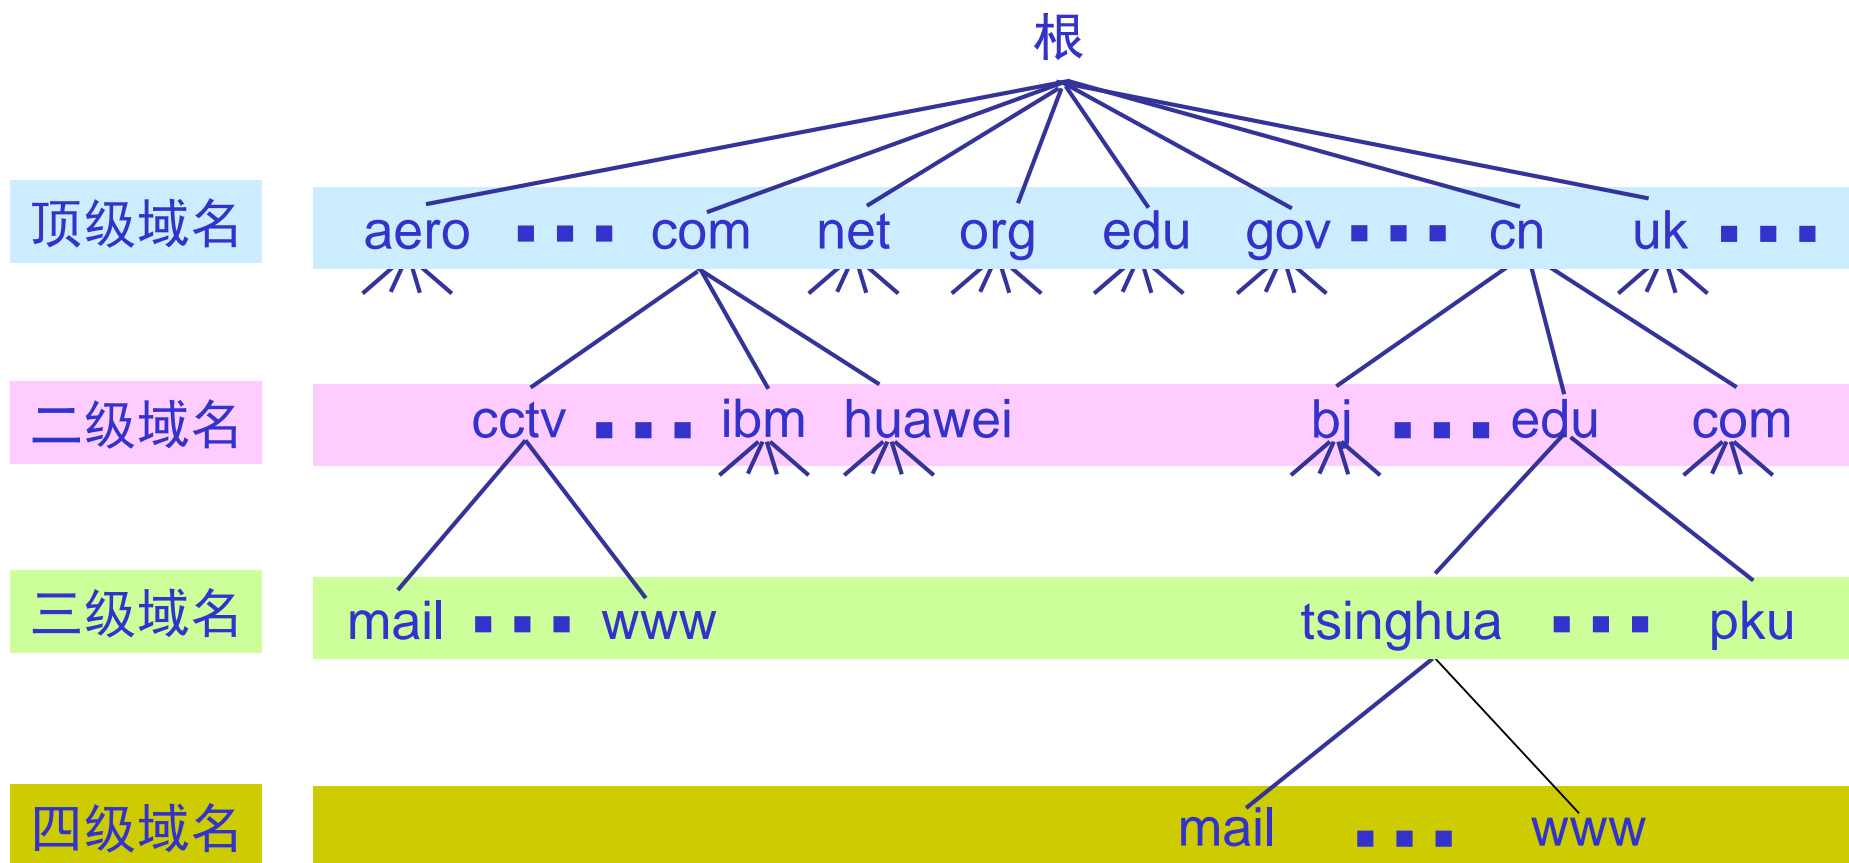 根
顶级域名 aero ▪▪▪ com net org edu gov ▪▪▪ cn uk ▪▪▪
二级域名 cctv ▪▪▪ ibm huawei bj ▪▪▪ edu com
三级域名 mail ▪▪▪ www tsinghua ▪▪▪ pku
四级域名 mail ▪▪▪ www